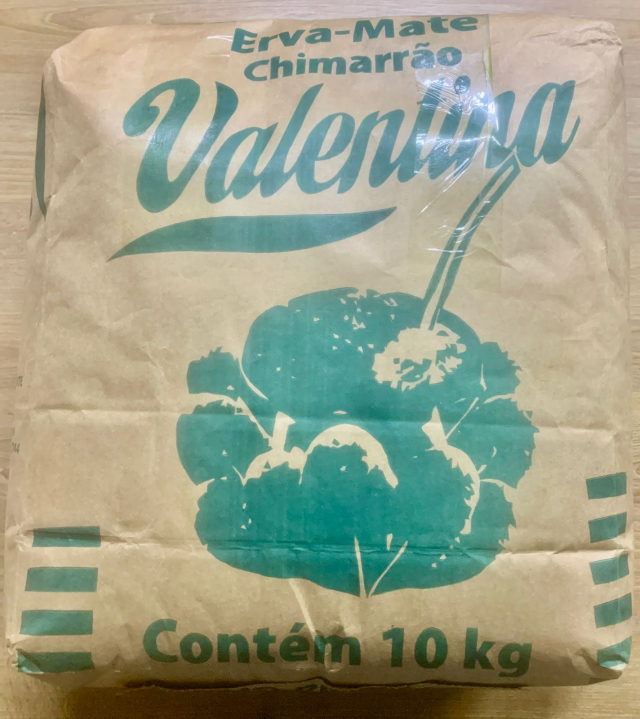 Erva-Mate
Chimarrão
Valentina
Contém 10 kg